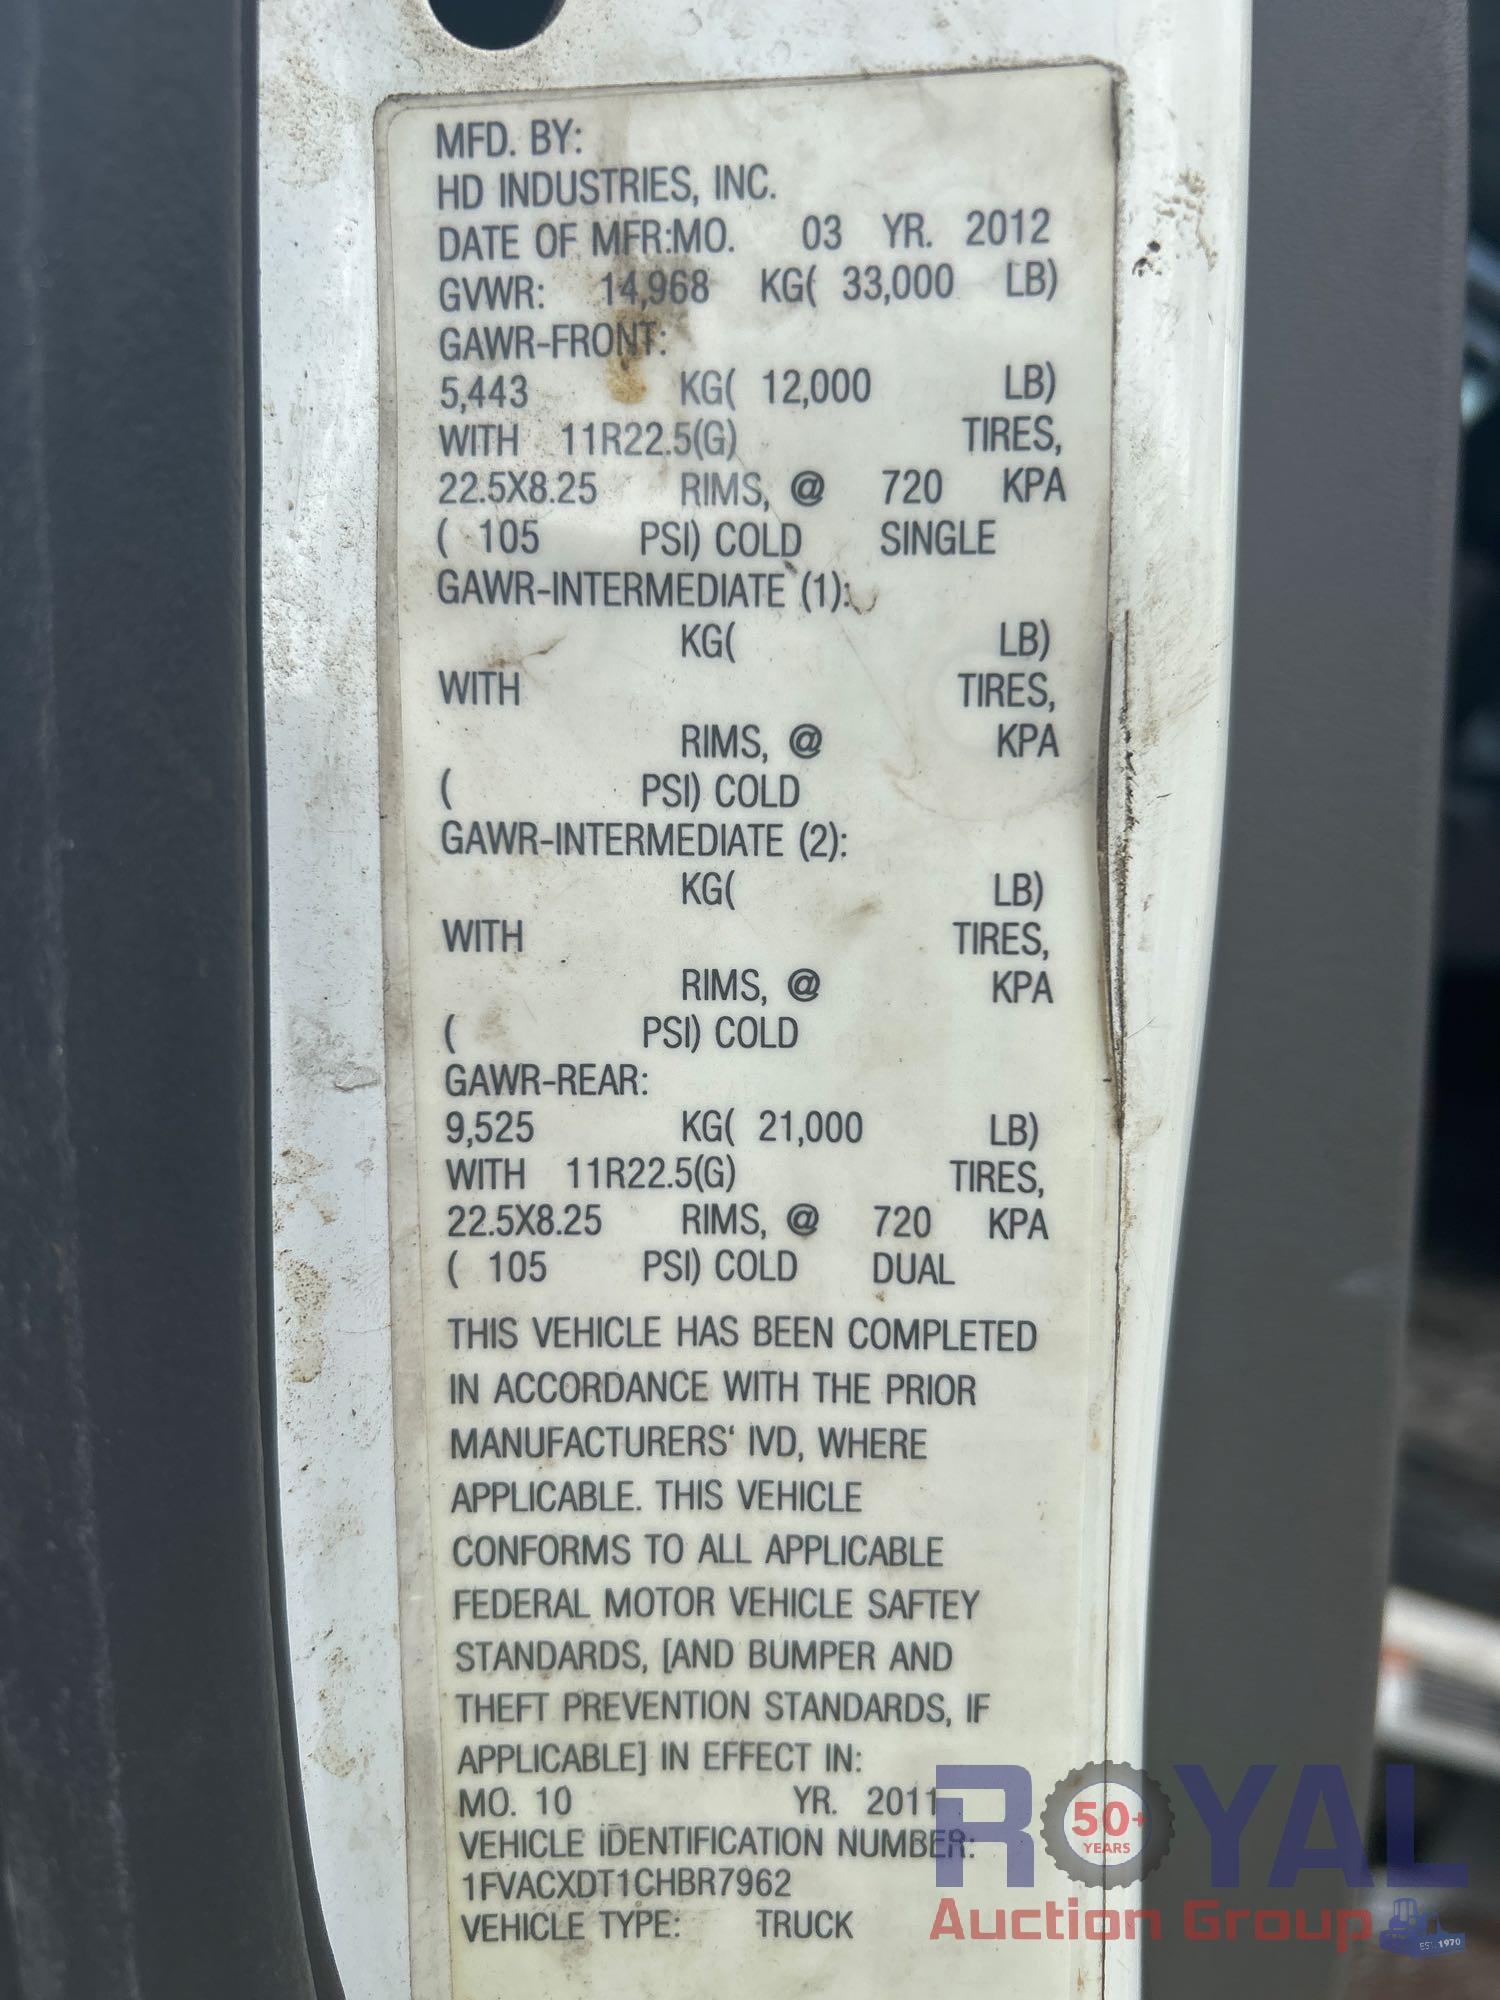 MFD. BY:
HD INDUSTRIES, INC.
DATE OF MFR:MO. 03 YR. 2012
GVWR: 14,968 KG( 33,000 LB)
GAWR-FRONT:
5,443 KG( 12,000 LB)
WITH 11R22.5(G) TIRES,
22.5X8.25 RIMS, @ 720 KPA
( 105 PSI) COLD SINGLE
GAWR-INTERMEDIATE (1):
KG( LB)
WITH TIRES,
RIMS, @ KPA
( PSI) COLD
GAWR-INTERMEDIATE (2):
KG( LB)
WITH TIRES,
RIMS, @ KPA
( PSI) COLD
GAWR-REAR:
9,525 KG( 21,000 LB)
WITH 11R22.5(G) TIRES,
22.5X8.25 RIMS, @ 720 KPA
( 105 PSI) COLD DUAL
THIS VEHICLE HAS BEEN COMPLETED
IN ACCORDANCE WITH THE PRIOR
MANUFACTURERS' IVD, WHERE
APPLICABLE. THIS VEHICLE
CONFORMS TO ALL APPLICABLE
FEDERAL MOTOR VEHICLE SAFTEY
STANDARDS, [AND BUMPER AND
THEFT PREVENTION STANDARDS, IF
APPLICABLE] IN EFFECT IN:
MO. 10 YR. 2011
VEHICLE IDENTIFICATION NUMBER:
1FVACXDT1CHBR7962
VEHICLE TYPE: TRUCK
ROYAL
50+
YEARS
Auction Group
EST. 1970